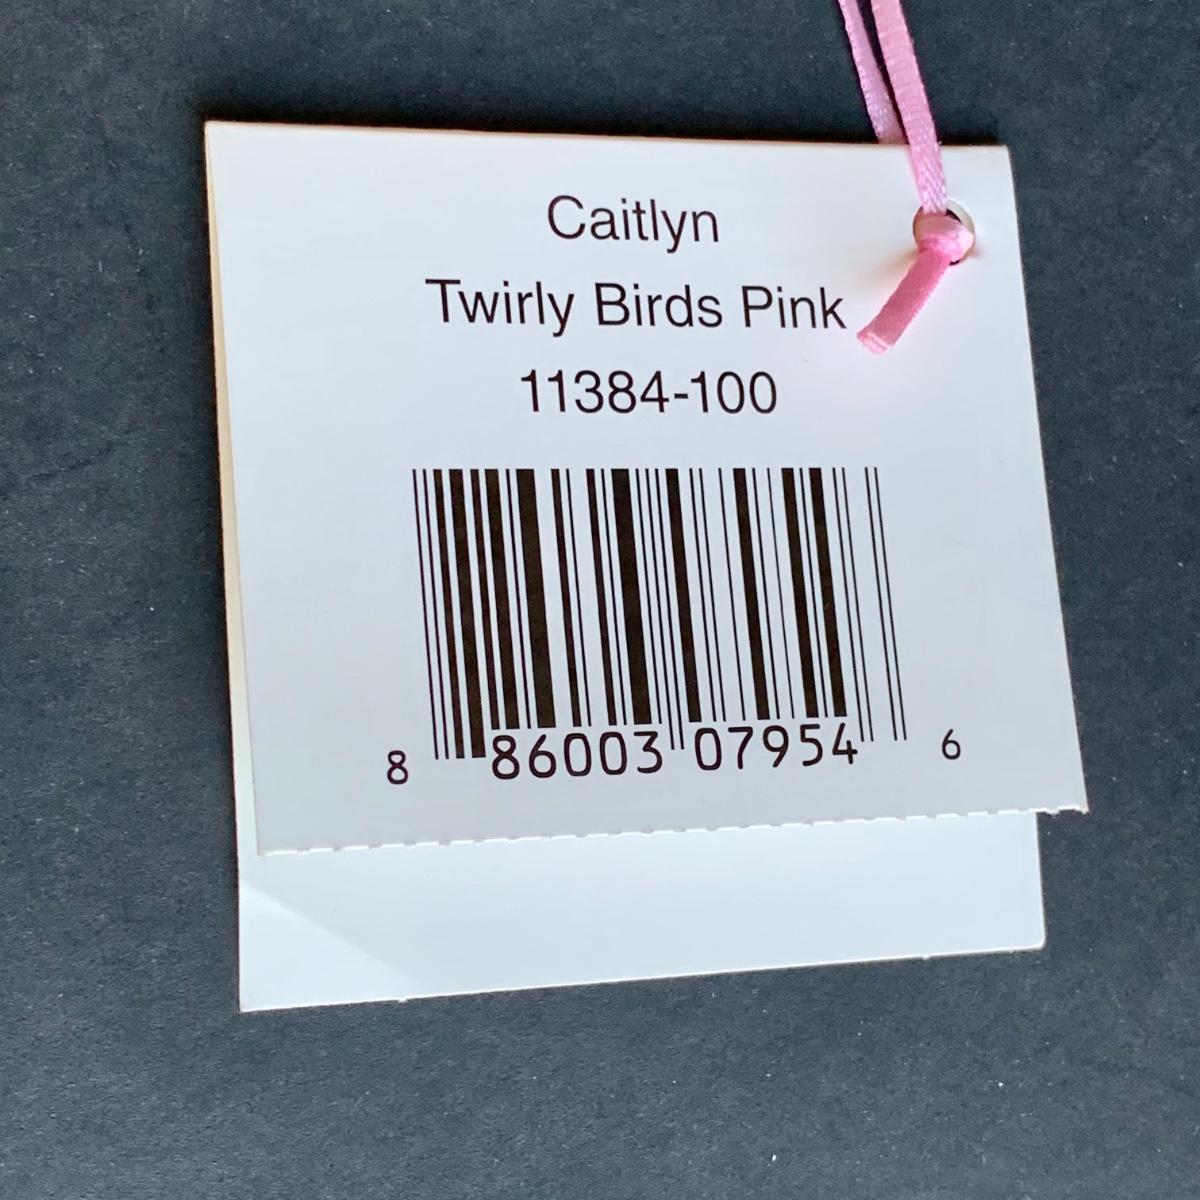 Caitlyn
Twirly Birds Pink
11384-100
8 86003 07954 6